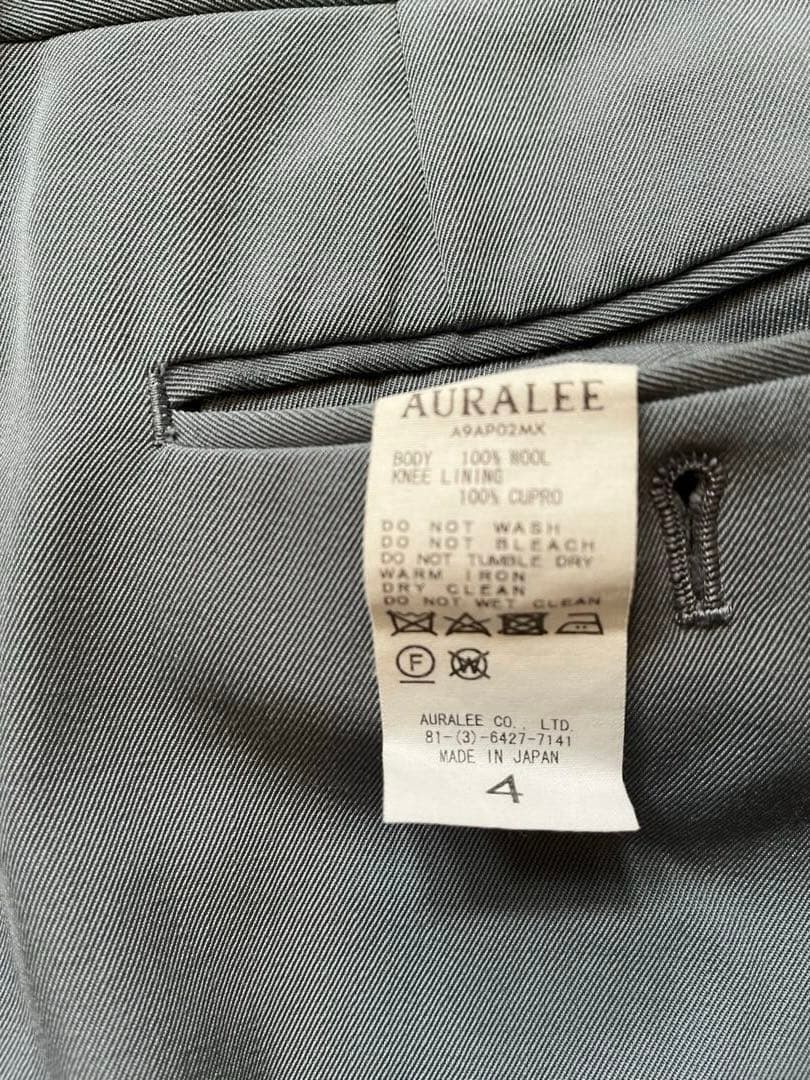 AURALEE
A9AP02MX
BODY 100% WOOL
KNEE LINING
100% CUPRO
DO NOT WASH
DO NOT BLEACH
DO NOT TUMBLE DRY
WARM IRON
DRY CLEAN
DO NOT WET CLEAN
F W
AURALEE CO., LTD.
81-(3)-6427-7141
MADE IN JAPAN
4